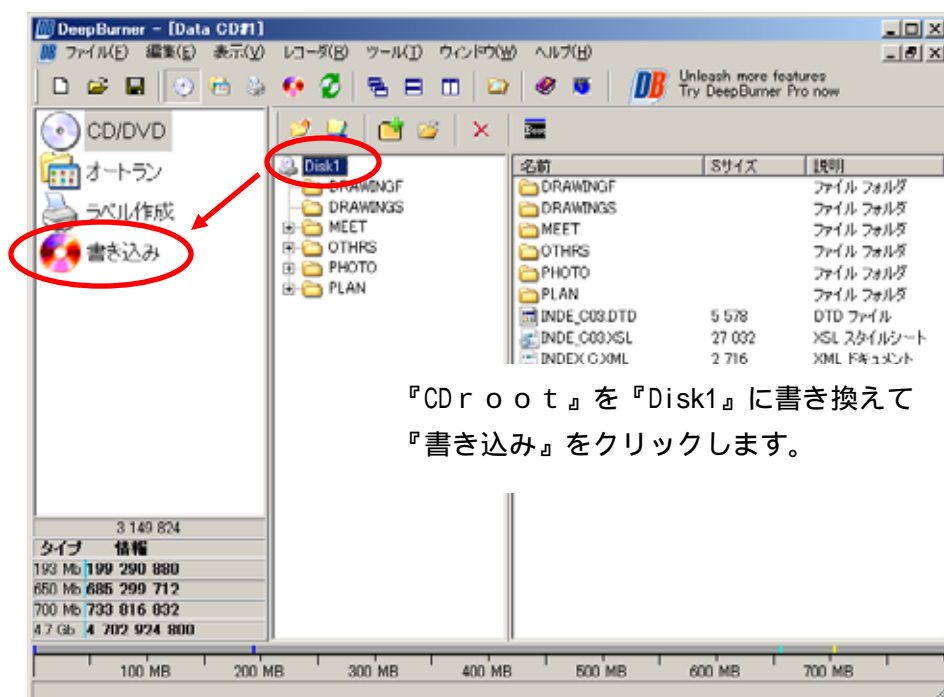 DeepBurner - [Data CD#1]
ファイル(F) 編集(E) 表示(V) レコーダ(R) ツール(T) ウィンドウ(W) ヘルプ(H)
DB Unleash more features
Try DeepBurner Pro now
CD/DVD
オートラン
ラベル作成
書き込み
Disk1
DRAWINGF
DRAWINGS
MEET
OTHRS
PHOTO
PLAN
名前 Sサイズ 説明
DRAWINGF ファイル フォルダ
DRAWINGS ファイル フォルダ
MEET ファイル フォルダ
OTHRS ファイル フォルダ
PHOTO ファイル フォルダ
PLAN ファイル フォルダ
INDE_C03.DTD 5 578 DTD ファイル
INDE_C03.XSL 27 032 XSL スタイルシート
INDEX_C.XML 2 716 XML ドキュメント
『CDｒｏｏｔ』を『Disk1』に書き換えて
『書き込み』をクリックします。
3 149 824
タイプ 情報
193 Mb 199 290 880
650 Mb 685 299 712
700 Mb 733 816 832
4.7 Gb 4 702 924 800
100 MB 200 MB 300 MB 400 MB 500 MB 600 MB 700 MB